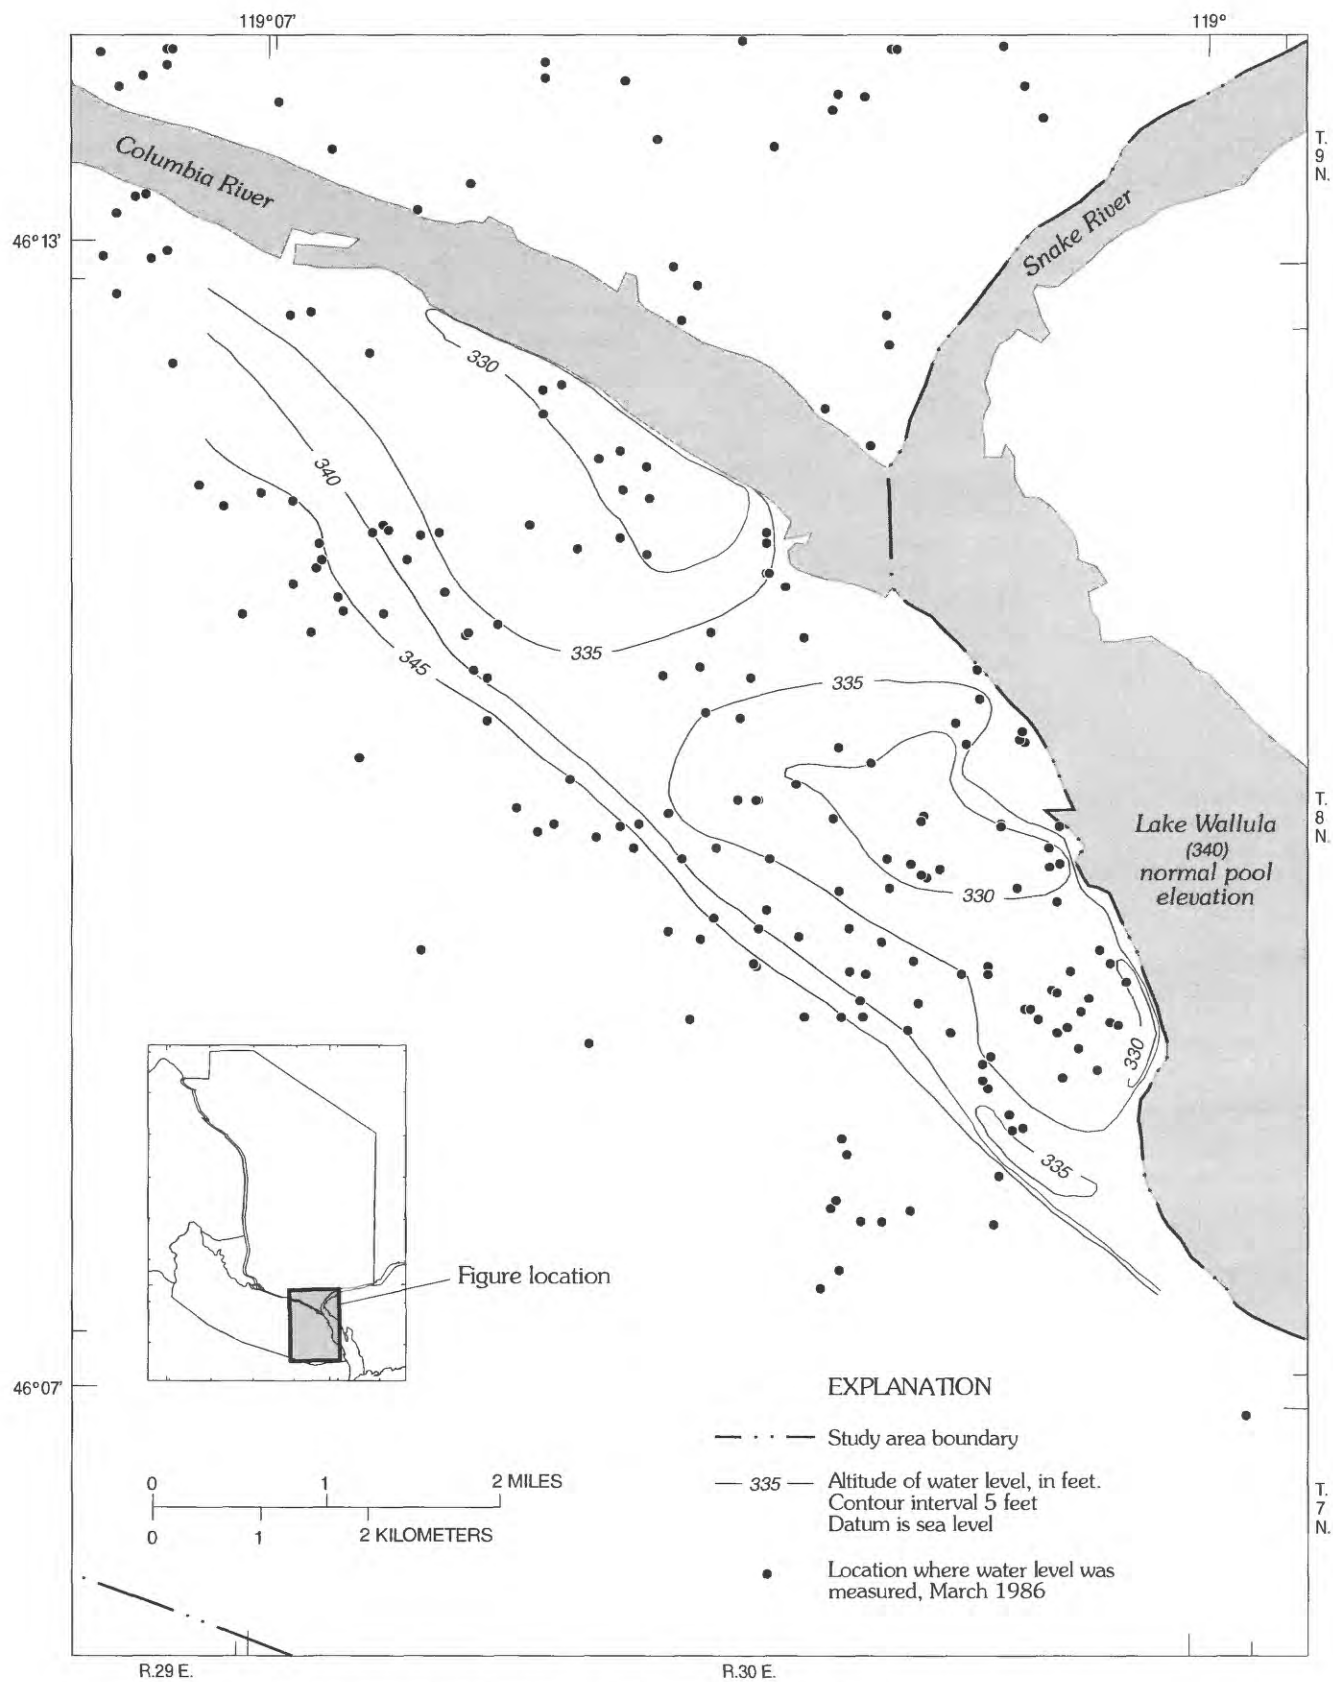 119°07'
119°
Columbia River
T.
9
N.
Snake River
46°13'
330
340
345
335
335
T.
8
N.
Lake Wallula
(340)
normal pool
elevation
330
330
335
Figure location
46°07'
EXPLANATION
Study area boundary
335
Altitude of water level, in feet.
Contour interval 5 feet
Datum is sea level
0 1 2 MILES
0 1 2 KILOMETERS
T.
7
N.
Location where water level was
measured, March 1986
R.29 E.
R.30 E.